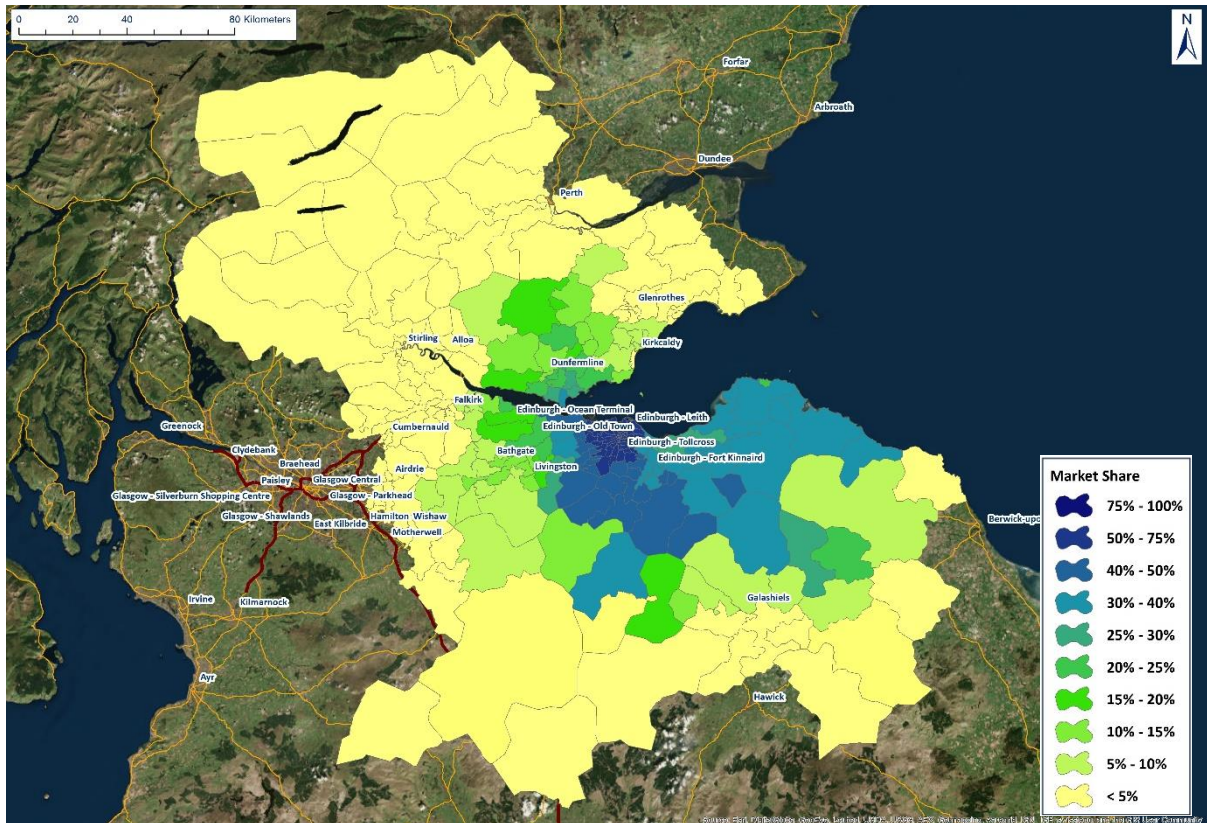 0 20 40 80 Kilometers
N
Forfar
Arbroath
Dundee
Perth
Glenrothes
Stirling
Alloa
Kirkcaldy
Dunfermline
Falkirk
Edinburgh - Ocean Terminal
Edinburgh - Leith
Greenock
Cumbernauld
Edinburgh - Old Town
Clydebank
Edinburgh - Tollcross
Bathgate
Edinburgh - Fort Kinnaird
Braehead
Airdrie
Livingston
Paisley
Glasgow Central
Glasgow - Silverburn Shopping Centre
Glasgow - Parkhead
Glasgow - Shawlands
Hamilton
Wishaw
East Kilbride
Motherwell
Berwick-upo
Irvine
Kilmarnock
Galashiels
Ayr
Hawick
Market Share
75% - 100%
50% - 75%
40% - 50%
30% - 40%
25% - 30%
20% - 25%
15% - 20%
10% - 15%
5% - 10%
< 5%